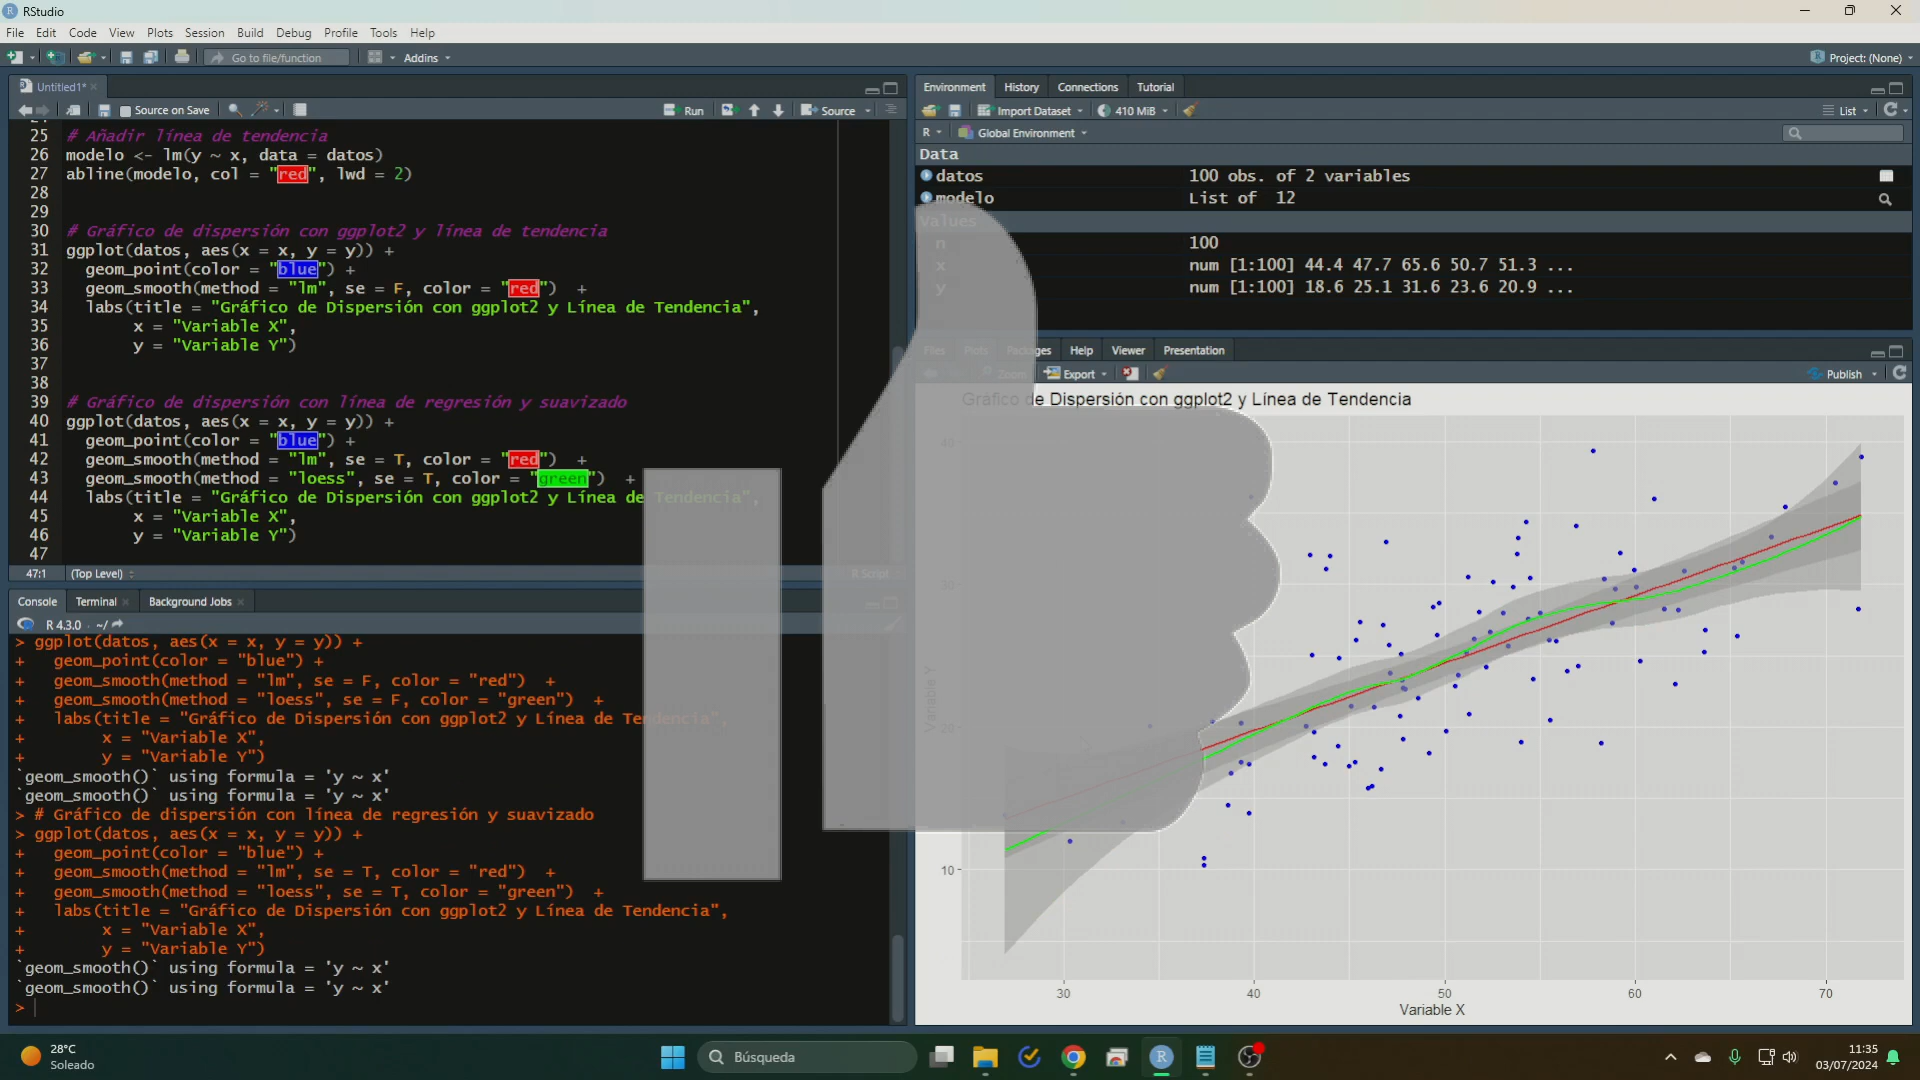 RStudio
File Edit Code View Plots Session Build Debug Profile Tools Help
Go to file/function Addins Project: (None)
Untitled1*
Source on Save Run Source
25 # Añadir línea de tendencia
26 modelo <- lm(y ~ x, data = datos)
27 abline(modelo, col = "red", lwd = 2)
28
29
30 # Gráfico de dispersión con ggplot2 y línea de tendencia
31 ggplot(datos, aes(x = x, y = y)) +
32 geom_point(color = "blue") +
33 geom_smooth(method = "lm", se = F, color = "red") +
34 labs(title = "Gráfico de Dispersión con ggplot2 y Línea de Tendencia",
35 x = "Variable X",
36 y = "Variable Y")
37
38
39 # Gráfico de dispersión con línea de regresión y suavizado
40 ggplot(datos, aes(x = x, y = y)) +
41 geom_point(color = "blue") +
42 geom_smooth(method = "lm", se = T, color = "red") +
43 geom_smooth(method = "loess", se = T, color = "green") +
44 labs(title = "Gráfico de Dispersión con ggplot2 y Línea de Tendencia",
45 x = "Variable X",
46 y = "Variable Y")
47
47:1 (Top Level) R Script
Console Terminal Background Jobs
R 4.3.0 · ~/
> ggplot(datos, aes(x = x, y = y)) +
+ geom_point(color = "blue") +
+ geom_smooth(method = "lm", se = F, color = "red") +
+ geom_smooth(method = "loess", se = F, color = "green") +
+ labs(title = "Gráfico de Dispersión con ggplot2 y Línea de Tendencia",
+ x = "Variable X",
+ y = "Variable Y")
`geom_smooth()` using formula = 'y ~ x'
`geom_smooth()` using formula = 'y ~ x'
> # Gráfico de dispersión con línea de regresión y suavizado
> ggplot(datos, aes(x = x, y = y)) +
+ geom_point(color = "blue") +
+ geom_smooth(method = "lm", se = T, color = "red") +
+ geom_smooth(method = "loess", se = T, color = "green") +
+ labs(title = "Gráfico de Dispersión con ggplot2 y Línea de Tendencia",
+ x = "Variable X",
+ y = "Variable Y")
`geom_smooth()` using formula = 'y ~ x'
`geom_smooth()` using formula = 'y ~ x'
>
Environment History Connections Tutorial
Import Dataset 410 MiB List
R Global Environment
Data
datos 100 obs. of 2 variables
modelo List of 12
Values
n 100
x num [1:100] 44.4 47.7 65.6 50.7 51.3 ...
y num [1:100] 18.6 25.1 31.6 23.6 20.9 ...
Files Plots Packages Help Viewer Presentation
Zoom Export Publish
Gráfico de Dispersión con ggplot2 y Línea de Tendencia
40
30
20
10
Variable Y
30 40 50 60 70
Variable X
28°C
Soleado
Búsqueda
11:35
03/07/2024